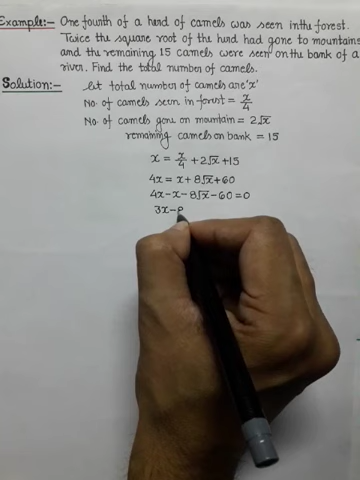 Example:- One fourth of a herd of camels was seen in the forest.
Twice the square root of the herd had gone to mountains
and the remaining 15 camels were seen on the bank of a
river. Find the total number of camels.
Solution:- let total number of camels are 'x'
No. of camels seen in forest = x/4
No. of camels gone on mountain = 2√x
remaining camels on bank = 15
x = x/4 + 2√x + 15
4x = x + 8√x + 60
4x - x - 8√x - 60 = 0
3x - 8